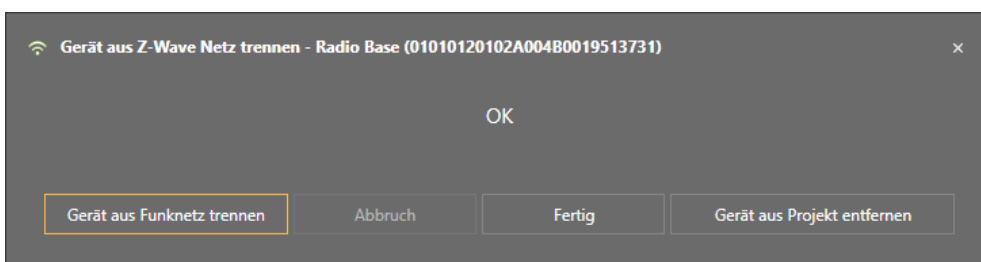 Gerät aus Z-Wave Netz trennen - Radio Base (01010120102A004B0019513731)
OK
Gerät aus Funknetz trennen
Abbruch
Fertig
Gerät aus Projekt entfernen